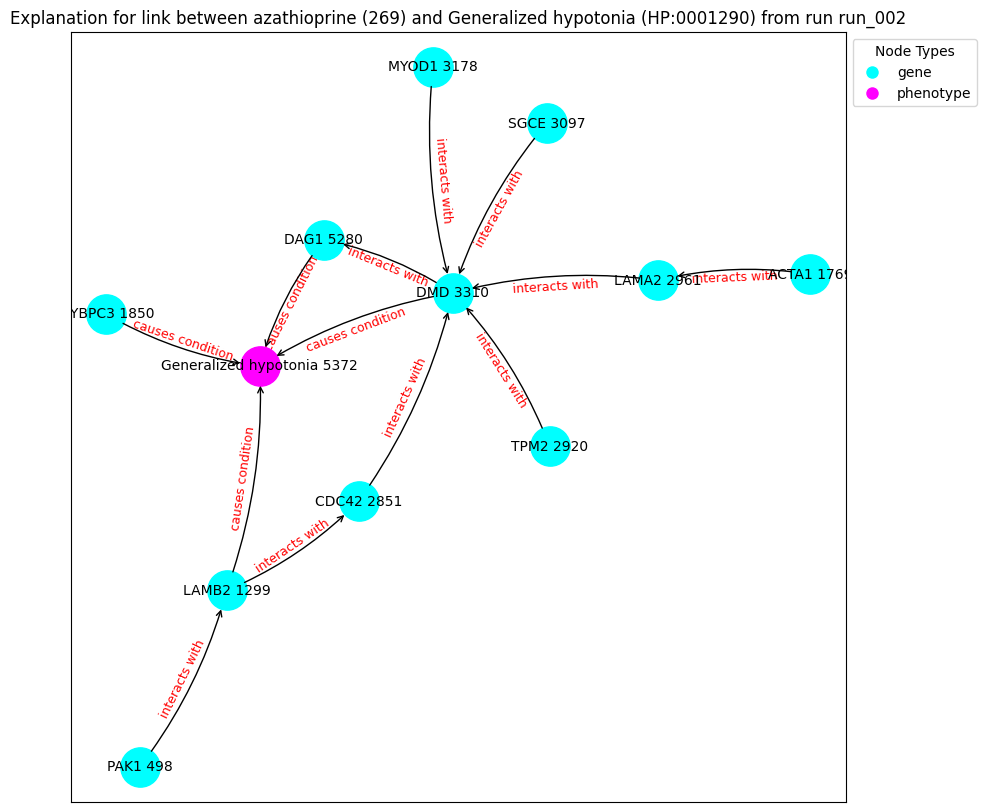 Explanation for link between azathioprine (269) and Generalized hypotonia (HP:0001290) from run run_002
Node Types
gene
phenotype
MYOD1 3178
SGCE 3097
interacts with
interacts with
DAG1 5280
interacts with
causes condition
LAMA2 2961
interacts with
ACTA1 1769
DMD 3310
interacts with
YBPC3 1850
causes condition
causes condition
Generalized hypotonia 5372
interacts with
interacts with
TPM2 2920
causes condition
CDC42 2851
interacts with
LAMB2 1299
interacts with
PAK1 498